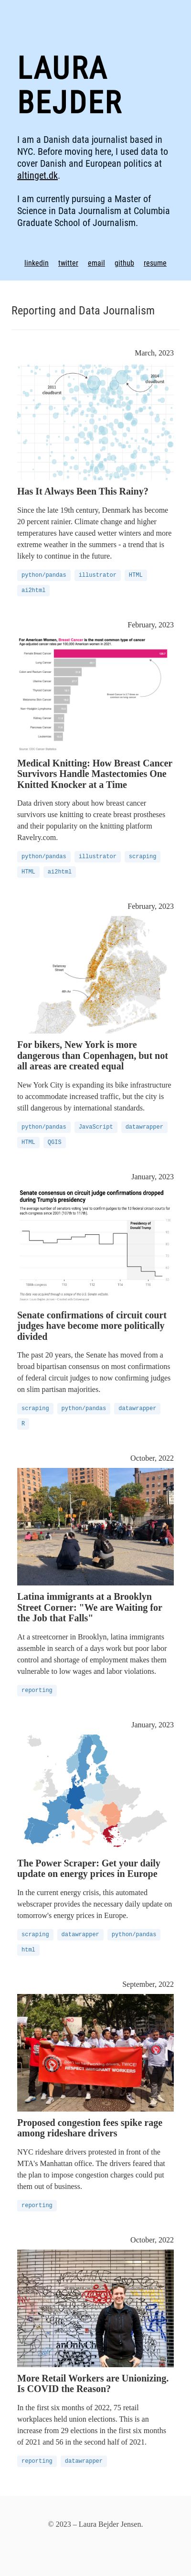 LAURA
BEJDER
I am a Danish data journalist based in
NYC. Before moving here, I used data to
cover Danish and European politics at
altinget.dk.
I am currently pursuing a Master of
Science in Data Journalism at Columbia
Graduate School of Journalism.
linkedin twitter email github resume
Reporting and Data Journalism
March, 2023
2011
cloudburst
2014
cloudburst
Has It Always Been This Rainy?
Since the late 19th century, Denmark has become
20 percent rainier. Climate change and higher
temperatures have caused wetter winters and more
extreme weather in the summers - a trend that is
likely to continue in the future.
python/pandas illustrator HTML
ai2html
February, 2023
For American Women, Breast Cancer is the most common type of cancer
Medical Knitting: How Breast Cancer
Survivors Handle Mastectomies One
Knitted Knocker at a Time
Data driven story about how breast cancer
survivors use knitting to create breast prostheses
and their popularity on the knitting platform
Ravelry.com.
python/pandas illustrator scraping
HTML ai2html
February, 2023
For bikers, New York is more
dangerous than Copenhagen, but not
all areas are created equal
New York City is expanding its bike infrastructure
to accomodate increased traffic, but the city is
still dangerous by international standards.
python/pandas JavaScript datawrapper
HTML QGIS
January, 2023
Senate consensus on circuit judge confirmations dropped
during Trump's presidency
Presidency of
Donald Trump
Senate confirmations of circuit court
judges have become more politically
divided
The past 20 years, the Senate has moved from a
broad bipartisan consensus on most confirmations
of federal circuit judges to now confirming judges
on slim partisan majorities.
scraping python/pandas datawrapper
R
October, 2022
Latina immigrants at a Brooklyn
Street Corner: "We are Waiting for
the Job that Falls"
At a streetcorner in Brooklyn, latina immigrants
assemble in search of a days work but poor labor
control and shortage of employment makes them
vulnerable to low wages and labor violations.
reporting
January, 2023
The Power Scraper: Get your daily
update on energy prices in Europe
In the current energy crisis, this automated
webscraper provides the necessary daily update on
tomorrow's energy prices in Europe.
scraping datawrapper python/pandas
html
September, 2022
RESPECT IMMIGRANT WORKERS
Proposed congestion fees spike rage
among rideshare drivers
NYC rideshare drivers protested in front of the
MTA's Manhattan office. The drivers feared that
the plan to impose congestion charges could put
them out of business.
reporting
October, 2022
More Retail Workers are Unionizing.
Is COVID the Reason?
In the first six months of 2022, 75 retail
workplaces held union elections. This is an
increase from 29 elections in the first six months
of 2021 and 56 in the second half of 2021.
reporting datawrapper
© 2023 – Laura Bejder Jensen.